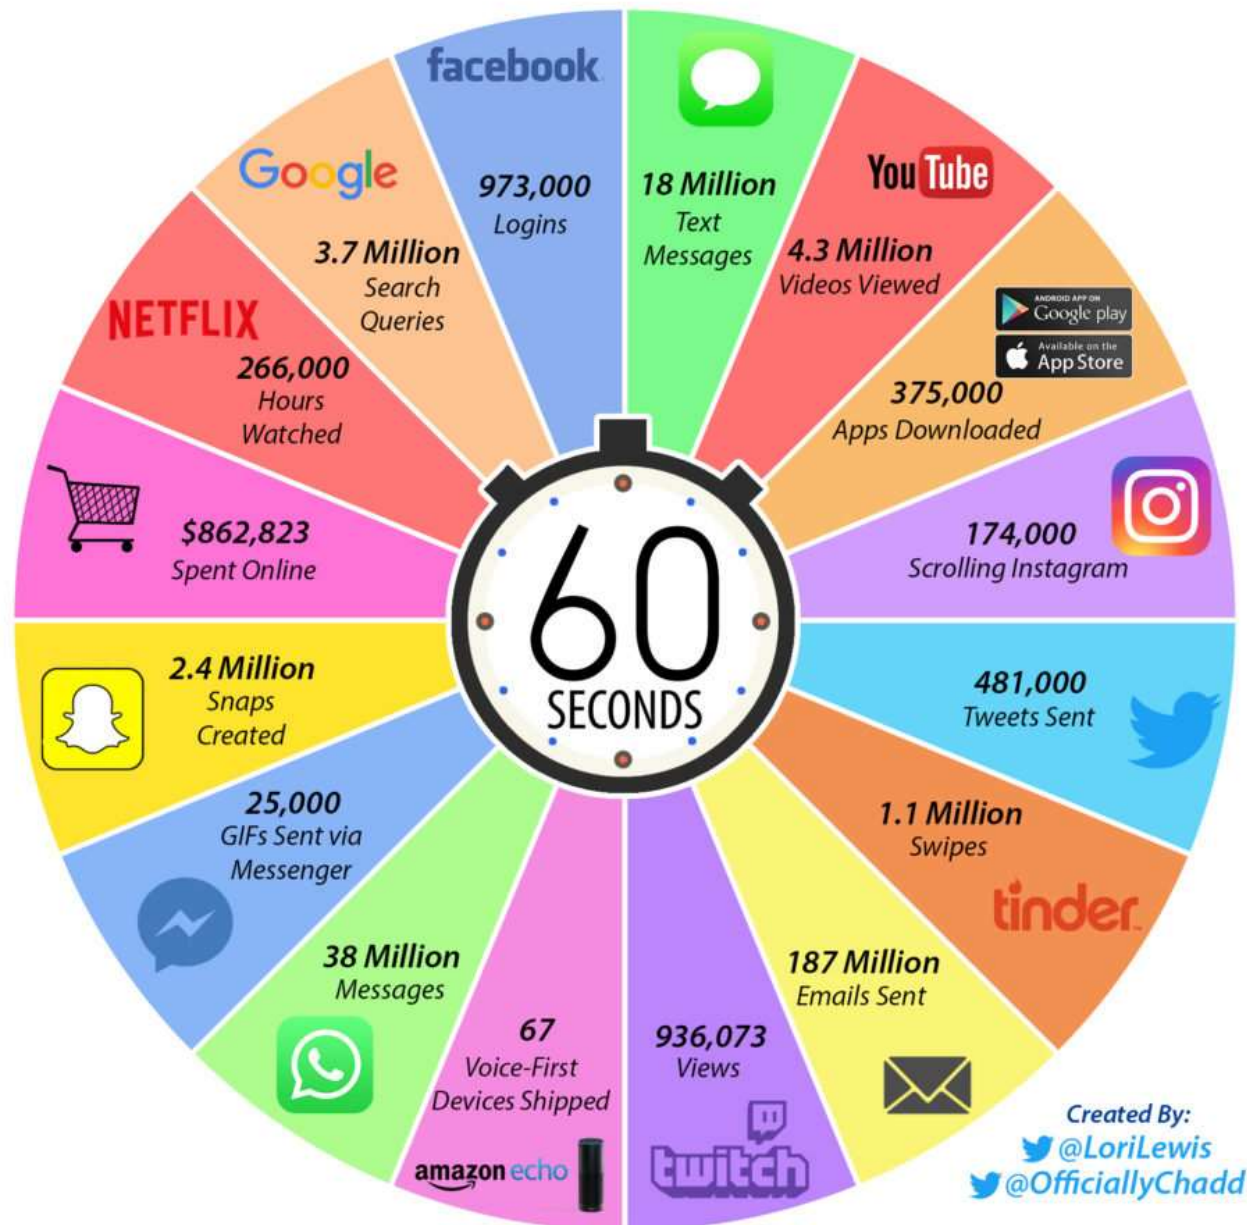 facebook
973,000
Logins
18 Million
Text
Messages
YouTube
4.3 Million
Videos Viewed
ANDROID APP ON
Google play
Available on the
App Store
375,000
Apps Downloaded
174,000
Scrolling Instagram
481,000
Tweets Sent
1.1 Million
Swipes
tinder
187 Million
Emails Sent
936,073
Views
twitch
67
Voice-First
Devices Shipped
amazon echo
38 Million
Messages
25,000
GIFs Sent via
Messenger
2.4 Million
Snaps
Created
$862,823
Spent Online
NETFLIX
266,000
Hours
Watched
Google
3.7 Million
Search
Queries
60
SECONDS
Created By:
@LoriLewis
@OfficiallyChadd